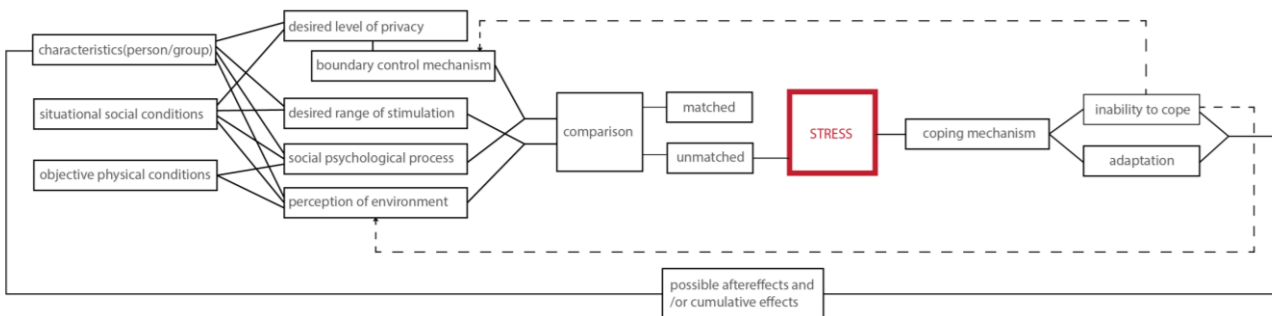 desired level of privacy
characteristics(person/group)
boundary control mechanism
situational social conditions
desired range of stimulation
social psychological process
objective physical conditions
perception of environment
comparison
matched
unmatched
STRESS
coping mechanism
inability to cope
adaptation
possible aftereffects and
/or cumulative effects